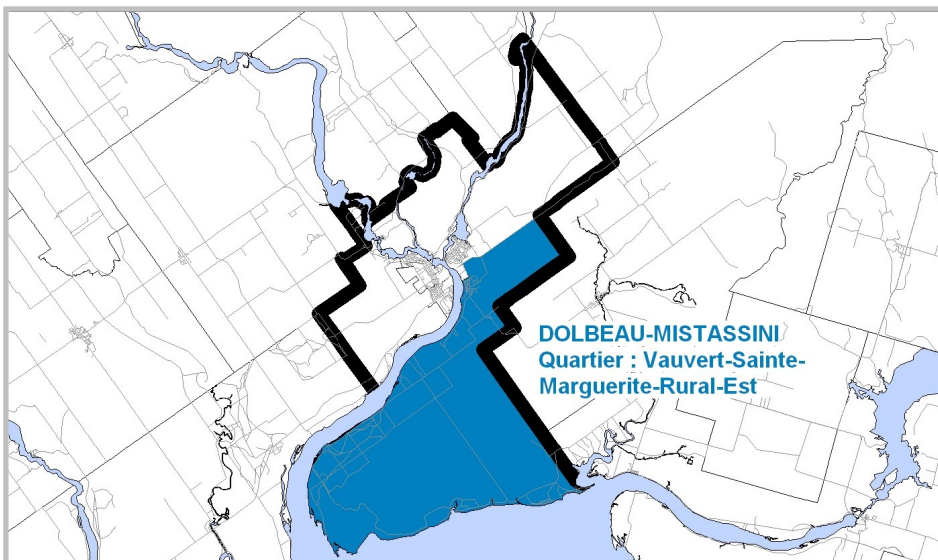 DOLBEAU-MISTASSINI
Quartier : Vauvert-Sainte-
Marguerite-Rural-Est